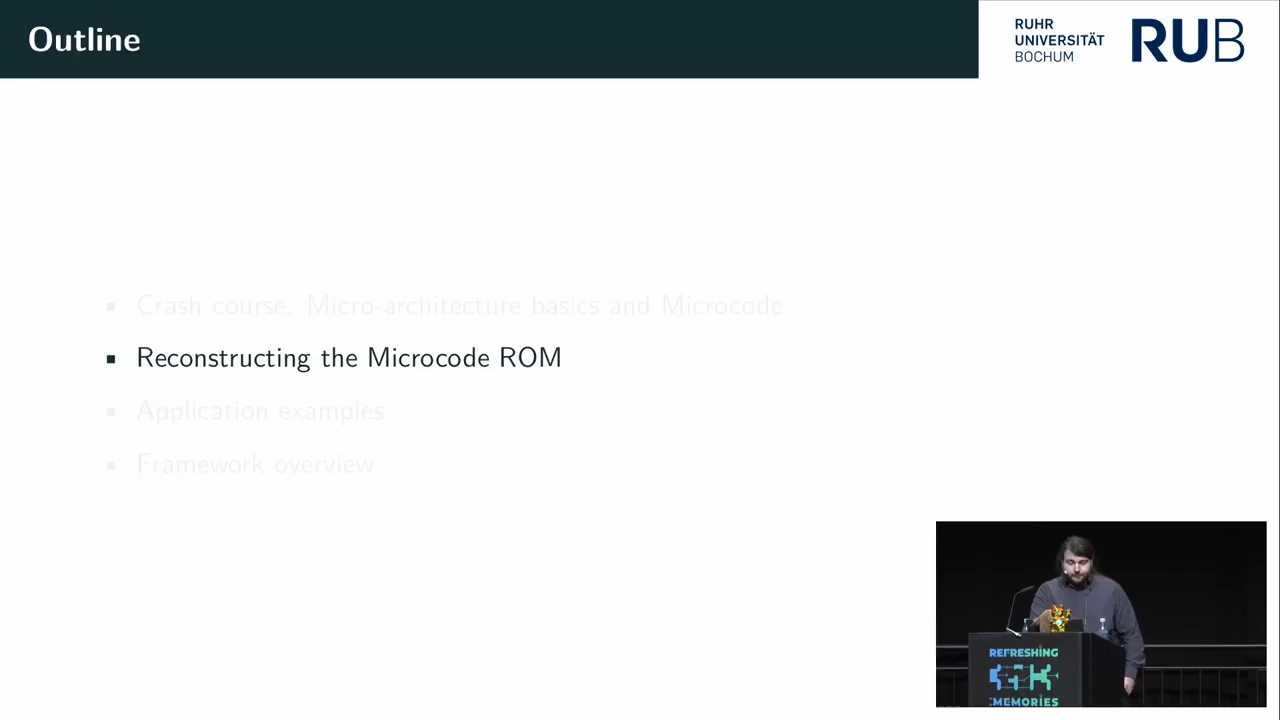 Outline
RUHR
UNIVERSITÄT
BOCHUM
RUB
Crash course. Micro-architecture basics and Microcode
Reconstructing the Microcode ROM
Application examples
Framework overview
REFRESHING
:MEMORIES